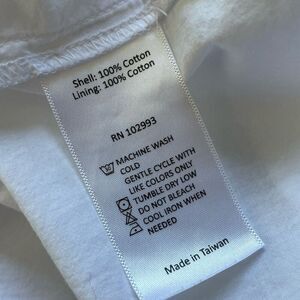 Shell: 100% Cotton
Lining: 100% Cotton
RN 102993
MACHINE WASH
COLD
GENTLE CYCLE WITH
LIKE COLORS ONLY
TUMBLE DRY LOW
DO NOT BLEACH
COOL IRON WHEN
NEEDED
Made in Taiwan